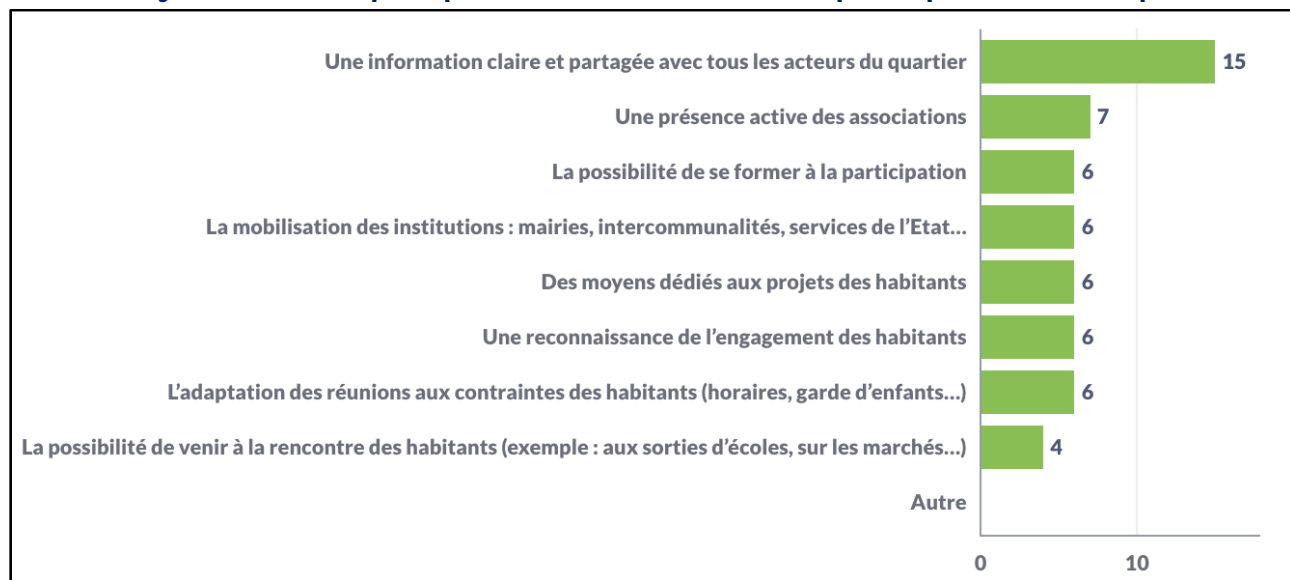 Une information claire et partagée avec tous les acteurs du quartier 15
Une présence active des associations 7
La possibilité de se former à la participation 6
La mobilisation des institutions : mairies, intercommunalités, services de l’Etat... 6
Des moyens dédiés aux projets des habitants 6
Une reconnaissance de l’engagement des habitants 6
L’adaptation des réunions aux contraintes des habitants (horaires, garde d’enfants...) 6
La possibilité de venir à la rencontre des habitants (exemple : aux sorties d’écoles, sur les marchés...) 4
Autre
0 10